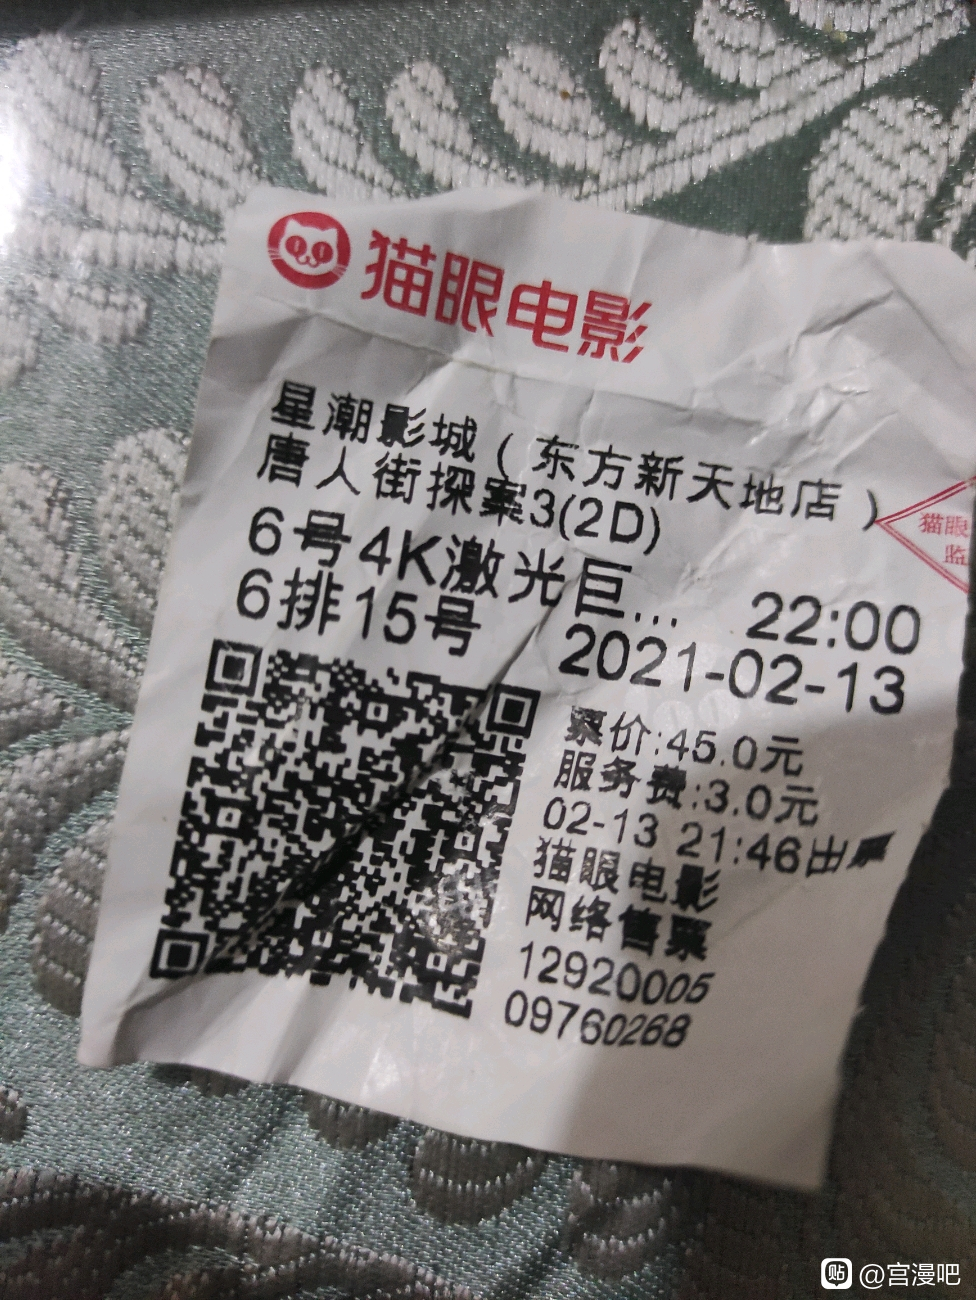 猫眼电影
星潮影城(东方新天地店)
唐人街探案3(2D)
6号4K激光巨... 22:00
6排15号 2021-02-13
票价:45.0元
服务费:3.0元
02-13 21:46出票
猫眼电影
网络售票
12920005
09760268
猫眼
监
贴 @宫漫吧